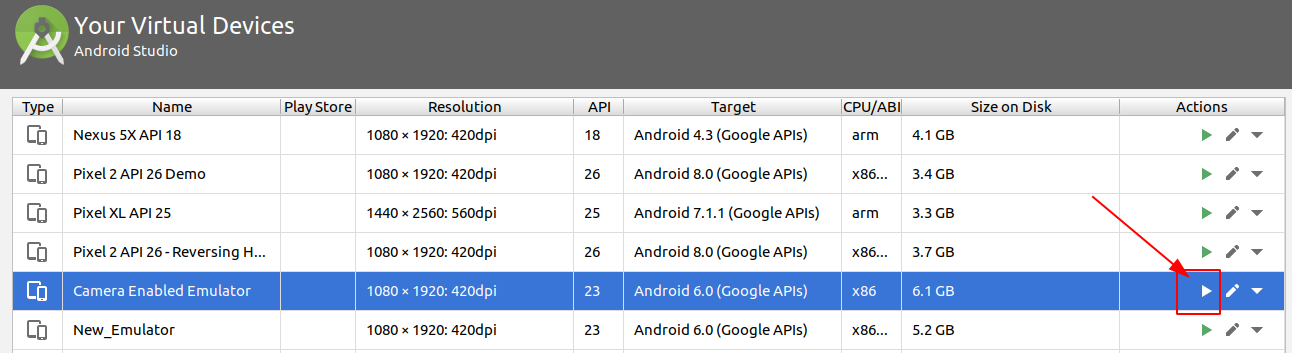 Your Virtual Devices
Android Studio
Type Name Play Store Resolution API Target CPU/ABI Size on Disk Actions
Nexus 5X API 18 1080 × 1920: 420dpi 18 Android 4.3 (Google APIs) arm 4.1 GB
Pixel 2 API 26 Demo 1080 × 1920: 420dpi 26 Android 8.0 (Google APIs) x86... 3.4 GB
Pixel XL API 25 1440 × 2560: 560dpi 25 Android 7.1.1 (Google APIs) arm 3.3 GB
Pixel 2 API 26 - Reversing H... 1080 × 1920: 420dpi 26 Android 8.0 (Google APIs) x86... 3.7 GB
Camera Enabled Emulator 1080 × 1920: 420dpi 23 Android 6.0 (Google APIs) x86 6.1 GB
New_Emulator 1080 × 1920: 420dpi 23 Android 6.0 (Google APIs) x86... 5.2 GB